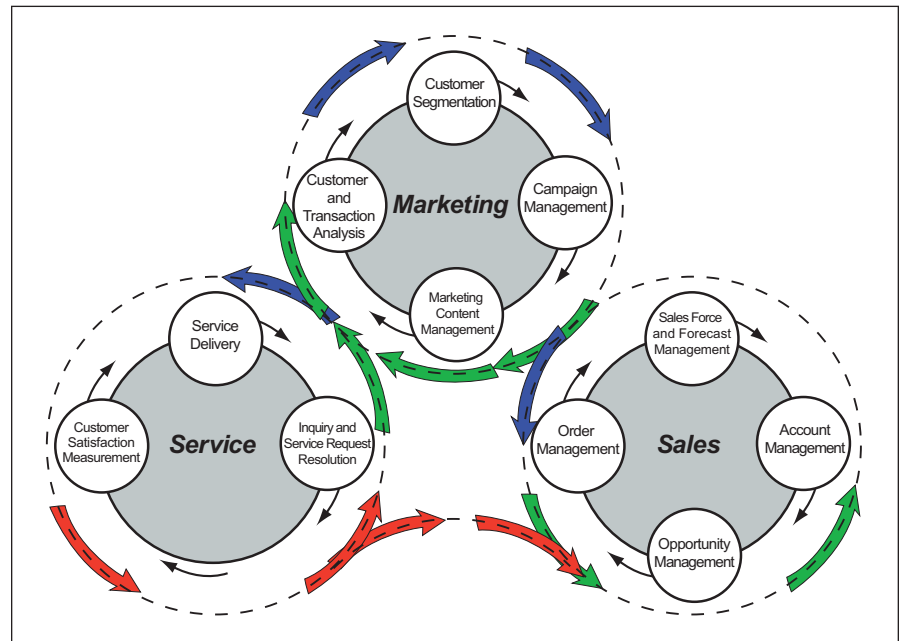 Customer
Segmentation
Customer
and
Transaction
Analysis
Marketing
Campaign
Management
Marketing
Content
Management
Service
Delivery
Customer
Satisfaction
Measurement
Service
Inquiry and
Service Request
Resolution
Sales Force
and Forecast
Management
Order
Management
Sales
Account
Management
Opportunity
Management